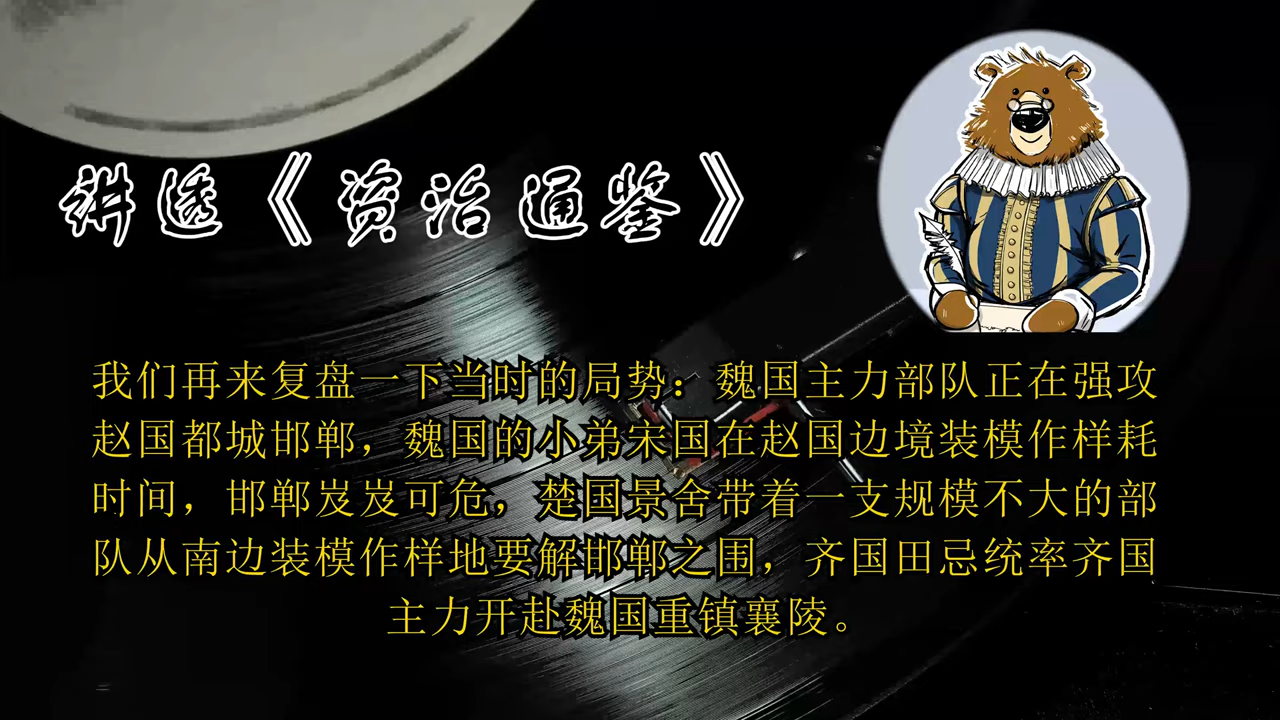 讲透《资治通鉴》
我们再来复盘一下当时的局势：魏国主力部队正在强攻
赵国都城邯郸，魏国的小弟宋国在赵国边境装模作样耗
时间，邯郸岌岌可危，楚国景舍带着一支规模不大的部
队从南边装模作样地要解邯郸之围，齐国田忌统率齐国
主力开赴魏国重镇襄陵。